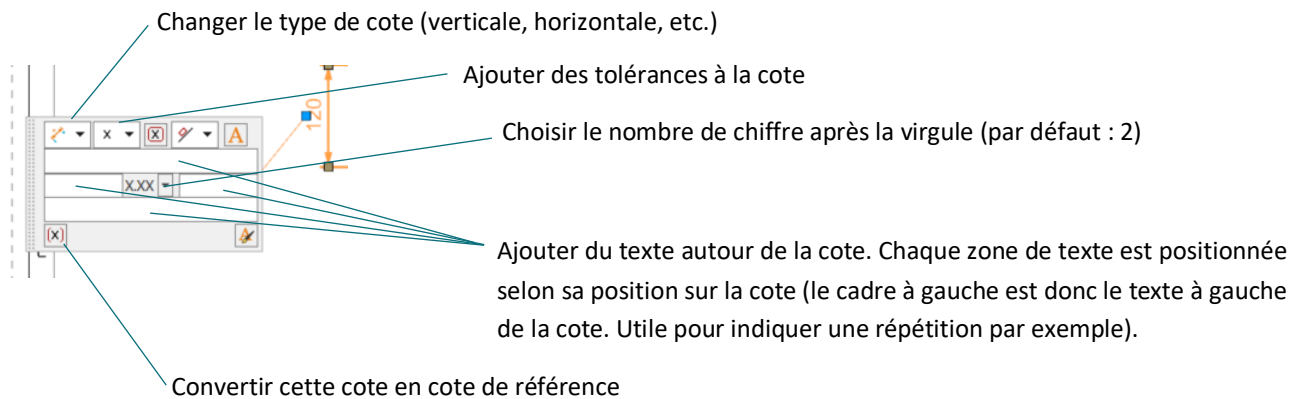 Changer le type de cote (verticale, horizontale, etc.)
Ajouter des tolérances à la cote
120
x (x) A
Choisir le nombre de chiffre après la virgule (par défaut : 2)
X.XX
(x)
Ajouter du texte autour de la cote. Chaque zone de texte est positionnée
selon sa position sur la cote (le cadre à gauche est donc le texte à gauche
de la cote. Utile pour indiquer une répétition par exemple).
Convertir cette cote en cote de référence